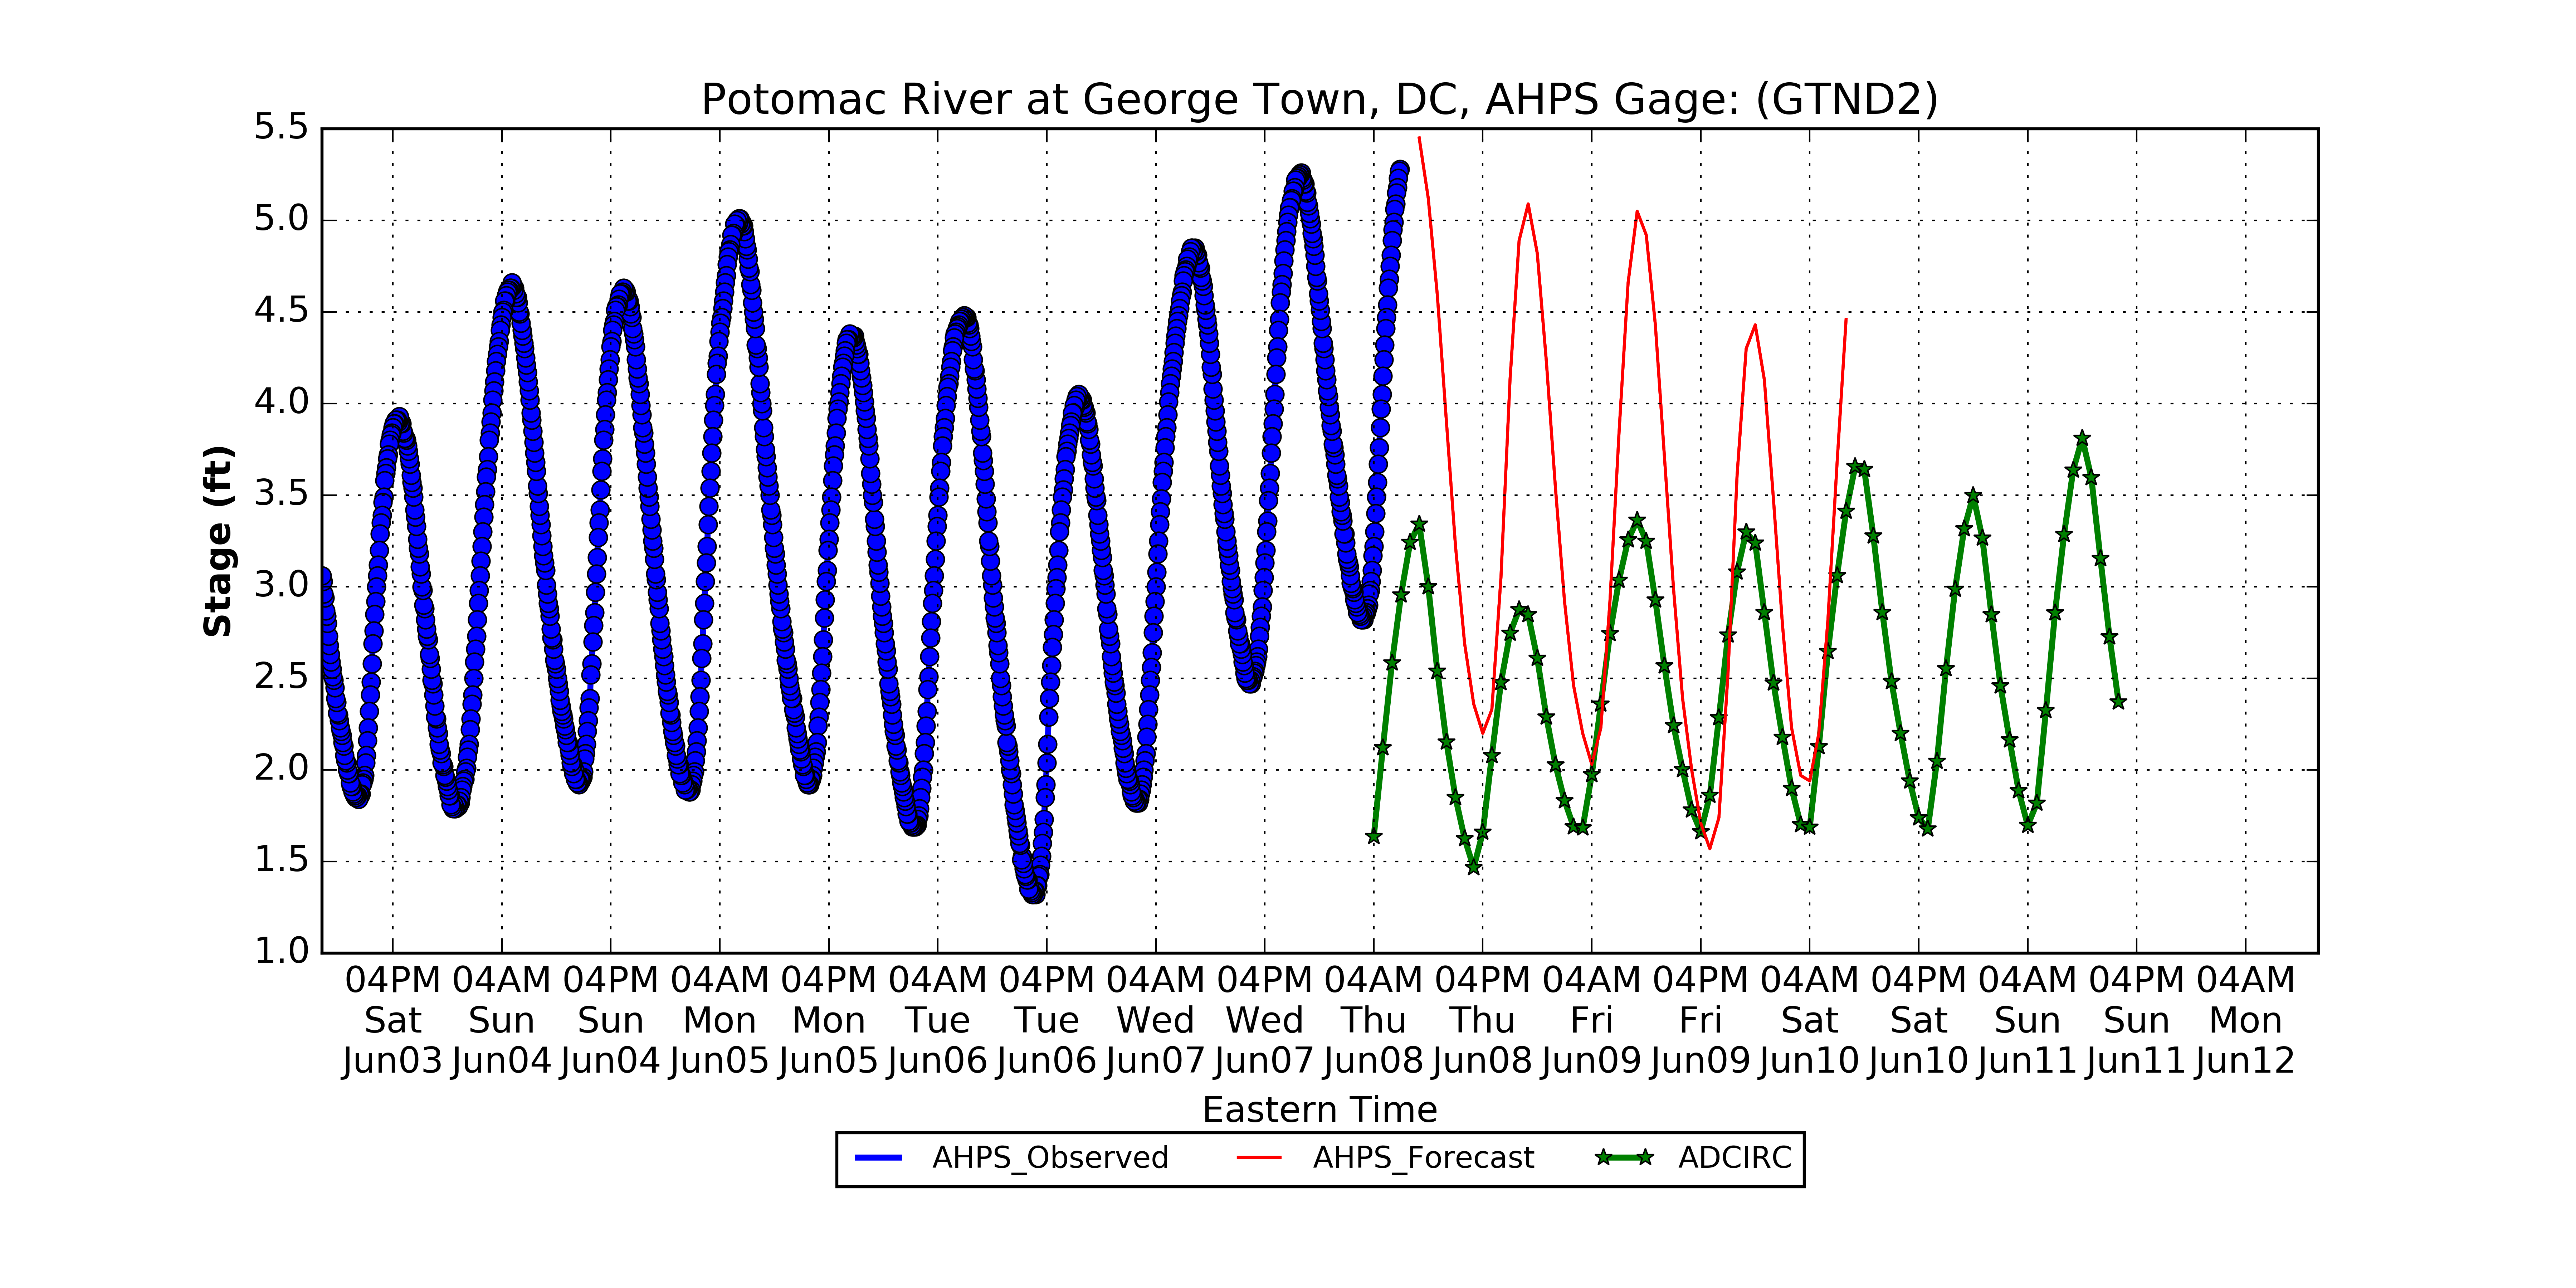 Potomac River at George Town, DC, AHPS Gage: (GTND2)
5.5
5.0
4.5
4.0
3.5
3.0
2.5
2.0
1.5
1.0
Stage (ft)
04PM 04AM 04PM 04AM 04PM 04AM 04PM 04AM 04PM 04AM 04PM 04AM 04PM 04AM 04PM 04AM 04PM 04AM
Sat Sun Sun Mon Mon Tue Tue Wed Wed Thu Thu Fri Fri Sat Sat Sun Sun Mon
Jun03 Jun04 Jun04 Jun05 Jun05 Jun06 Jun06 Jun07 Jun07 Jun08 Jun08 Jun09 Jun09 Jun10 Jun10 Jun11 Jun11 Jun12
Eastern Time
AHPS_Observed AHPS_Forecast ADCIRC